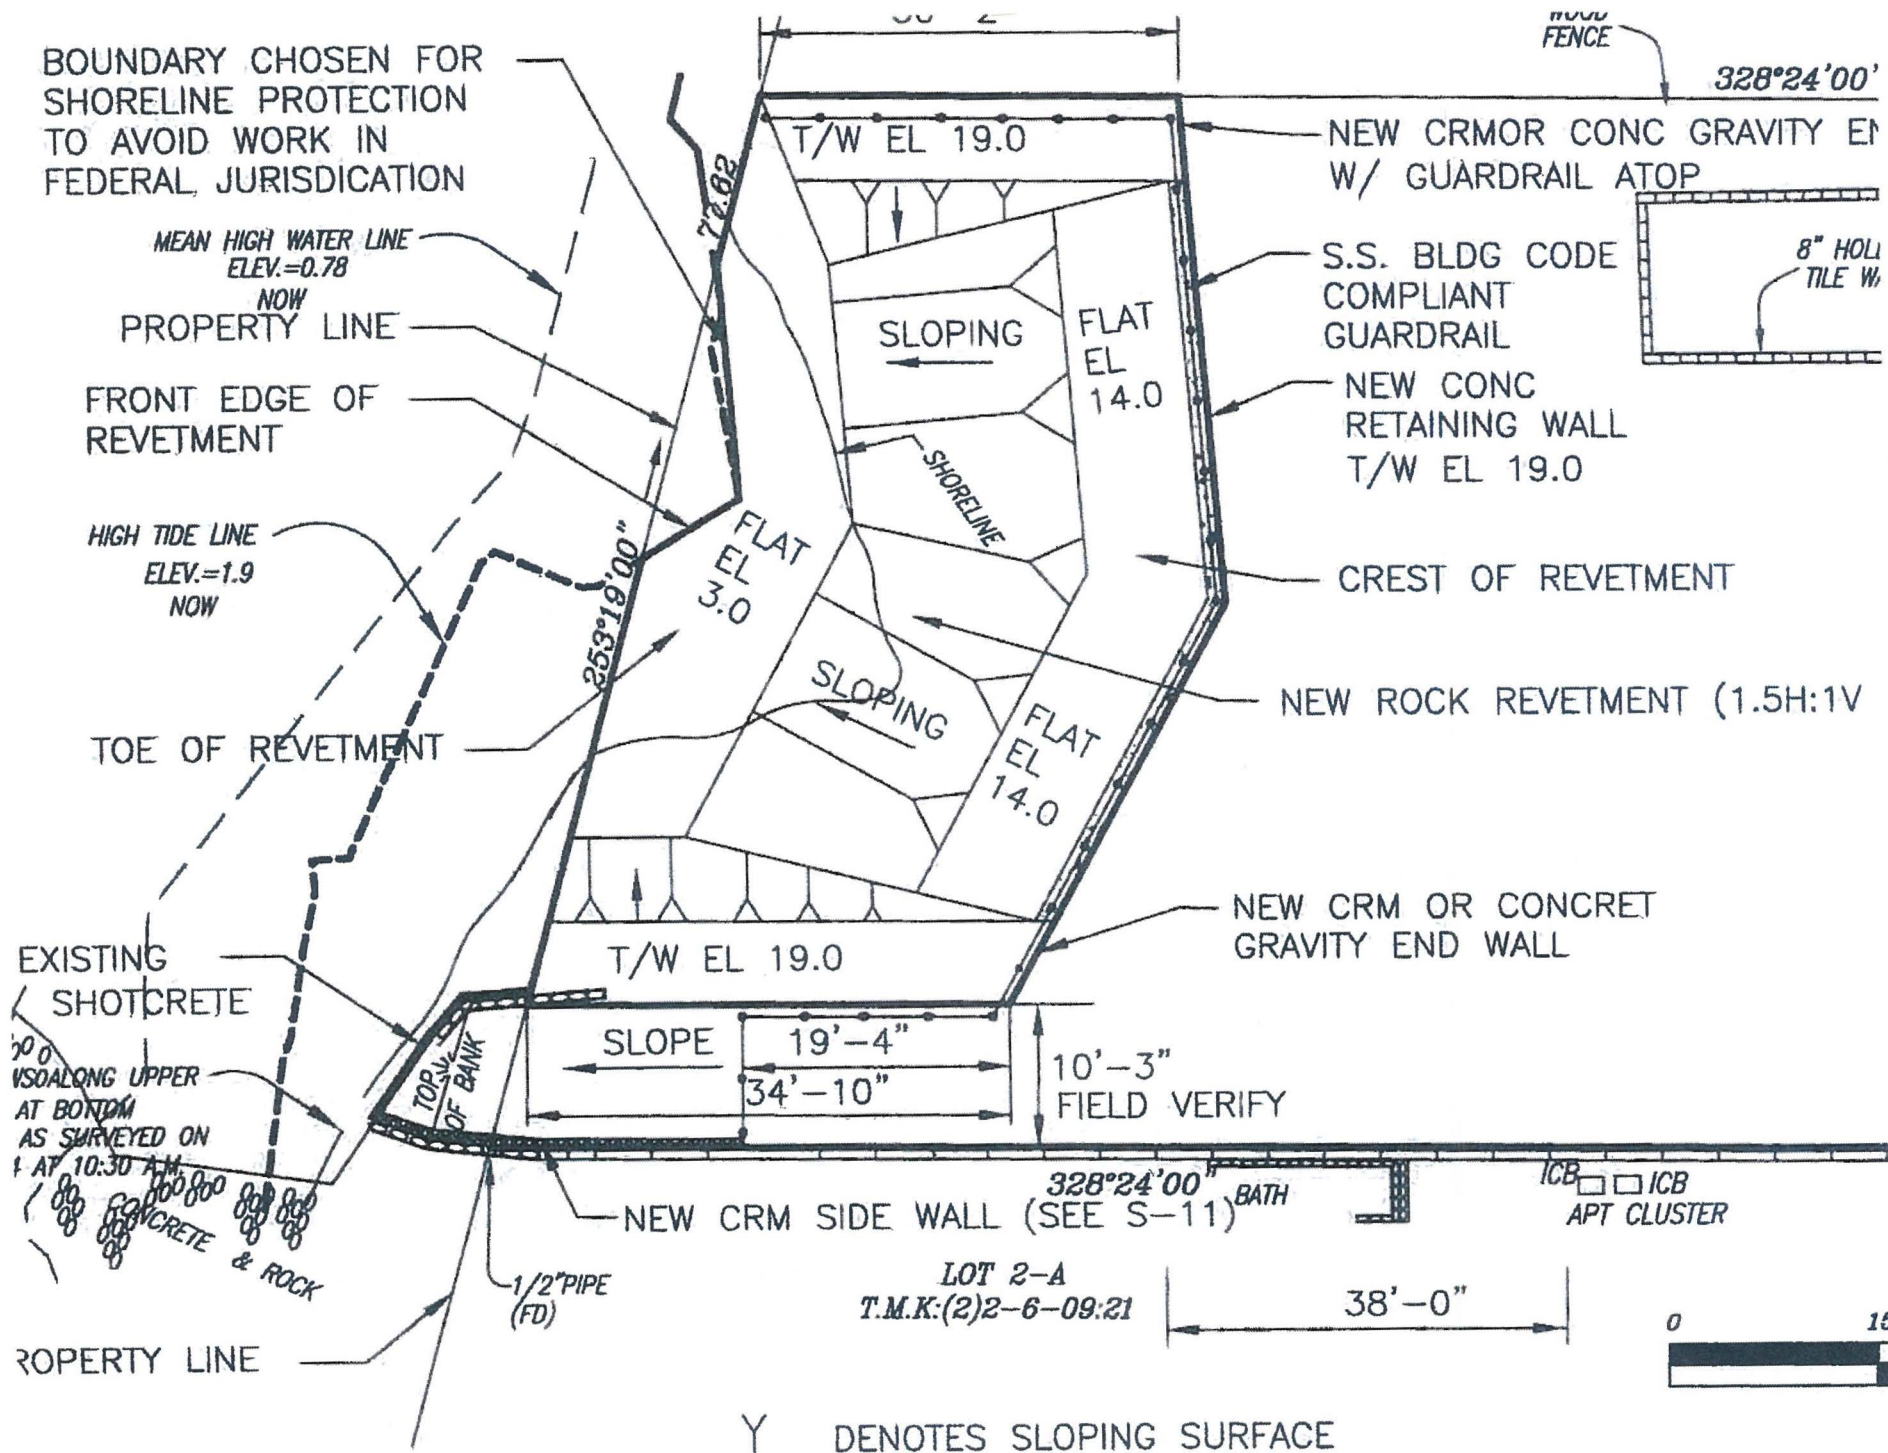 BOUNDARY CHOSEN FOR
SHORELINE PROTECTION
TO AVOID WORK IN
FEDERAL JURISDICATION
MEAN HIGH WATER LINE
ELEV.=0.78
NOW
PROPERTY LINE
FRONT EDGE OF
REVETMENT
HIGH TIDE LINE
ELEV.=1.9
NOW
TOE OF REVETMENT
EXISTING
SHOTCRETE
ALONG UPPER
AT BOTTOM
AS SURVEYED ON
AT 10:30 A.M.
CONCRETE & ROCK
ROPERTY LINE
77.62
253°19'00"
T/W EL 19.0
SLOPING
FLAT
EL
14.0
SHORELINE
FLAT
EL
3.0
SLOPING
FLAT
EL
14.0
T/W EL 19.0
TOP
OF BANK
SLOPE
19'-4"
34'-10"
10'-3"
FIELD VERIFY
FENCE
328°24'00'
NEW CRMOR CONC GRAVITY
W/ GUARDRAIL ATOP
S.S. BLDG CODE
COMPLIANT
GUARDRAIL
8" HOL
TILE W
NEW CONC
RETAINING WALL
T/W EL 19.0
CREST OF REVETMENT
NEW ROCK REVETMENT (1.5H:1V
NEW CRM OR CONCRET
GRAVITY END WALL
328°24'00"
BATH
ICB
ICB
APT CLUSTER
NEW CRM SIDE WALL (SEE S-11)
1/2"PIPE
(FD)
LOT 2-A
T.M.K:(2)2-6-09:21
38'-0"
0
Y DENOTES SLOPING SURFACE